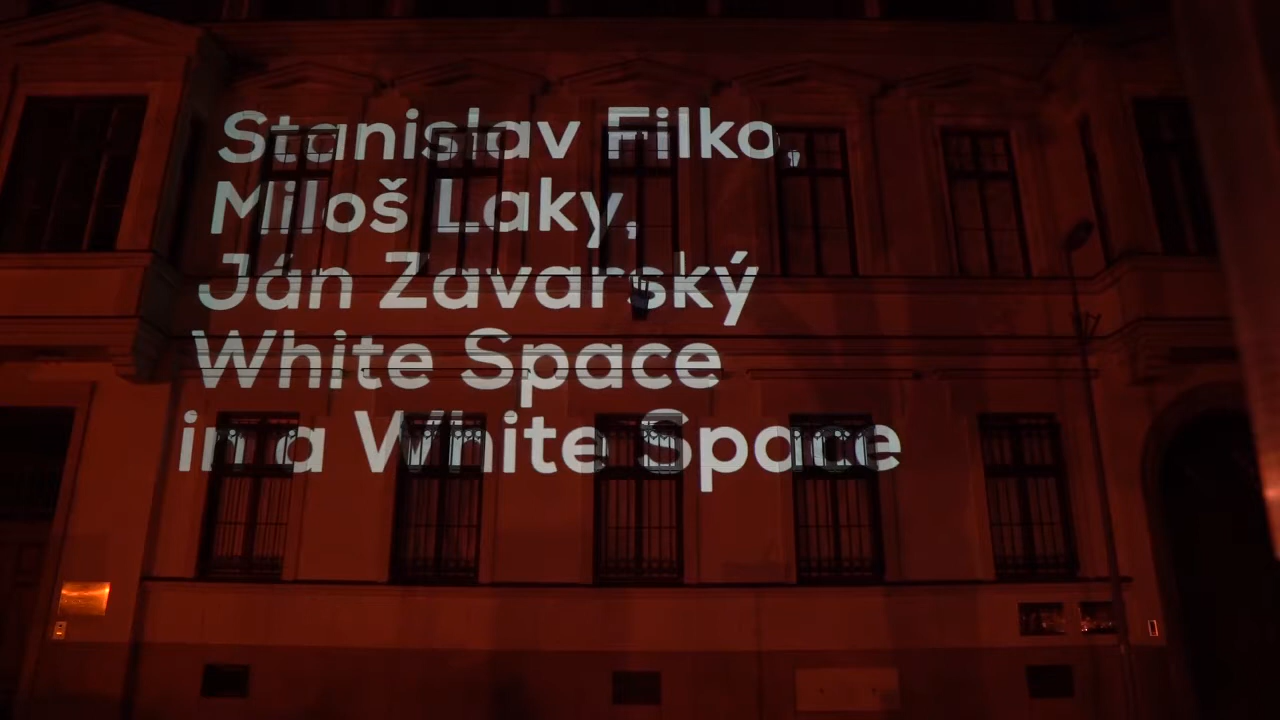 Stanislav Filko,
Miloš Laky,
Ján Zavarský
White Space
in a White Space